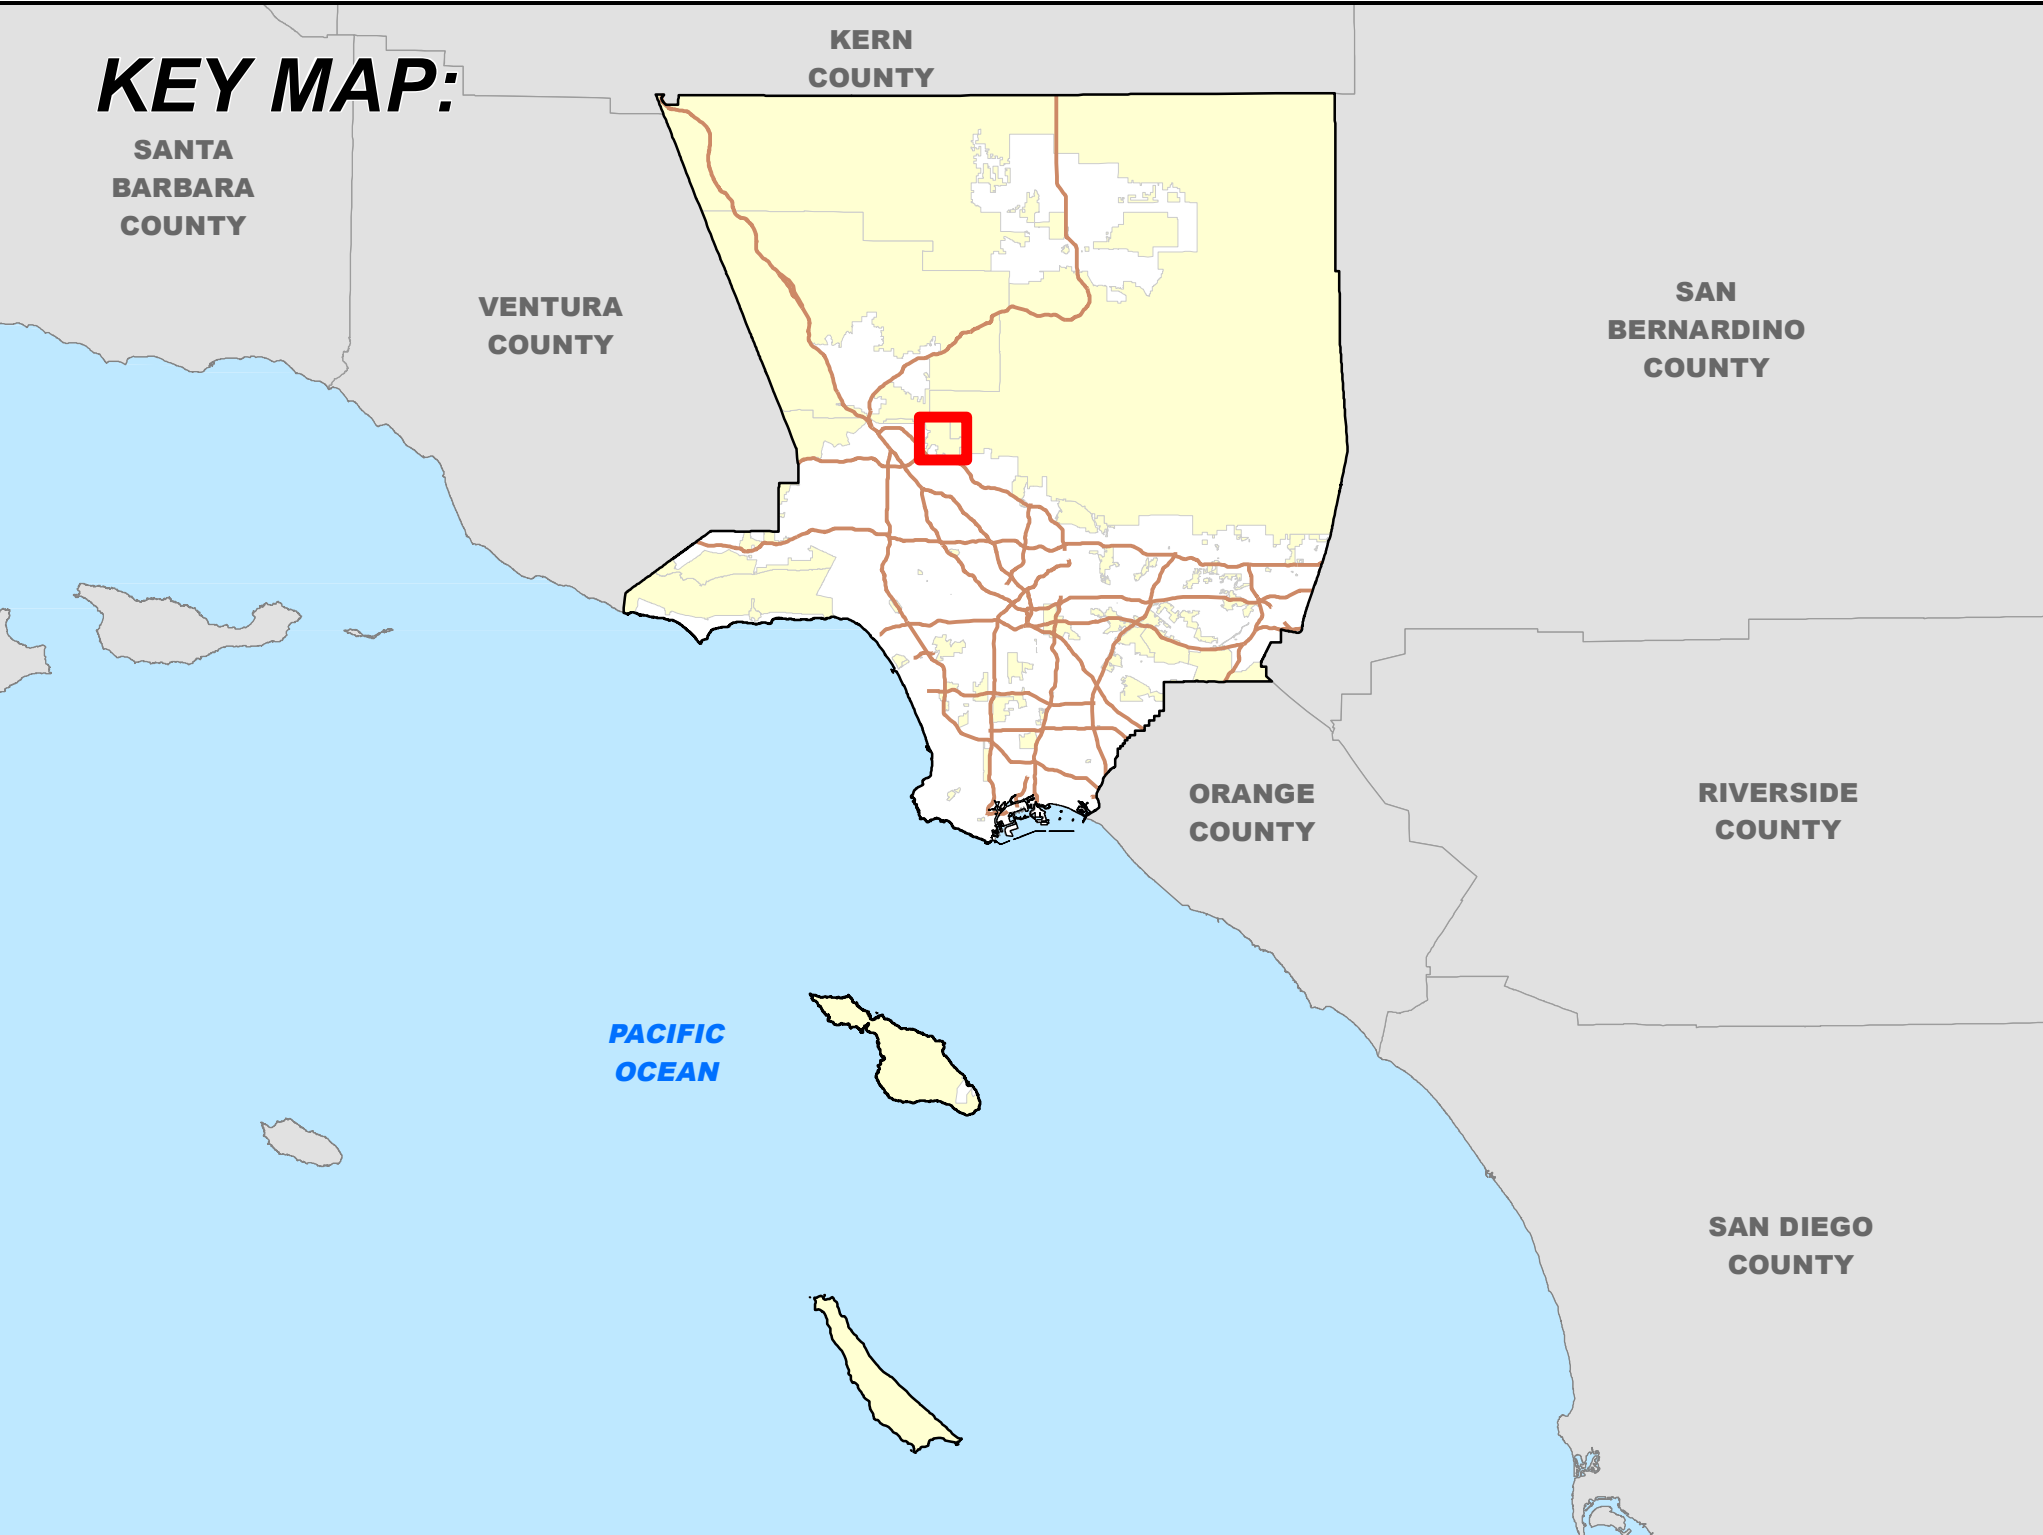 KEY MAP:
KERN
COUNTY
SANTA
BARBARA
COUNTY
VENTURA
COUNTY
SAN
BERNARDINO
COUNTY
ORANGE
COUNTY
RIVERSIDE
COUNTY
PACIFIC
OCEAN
SAN DIEGO
COUNTY